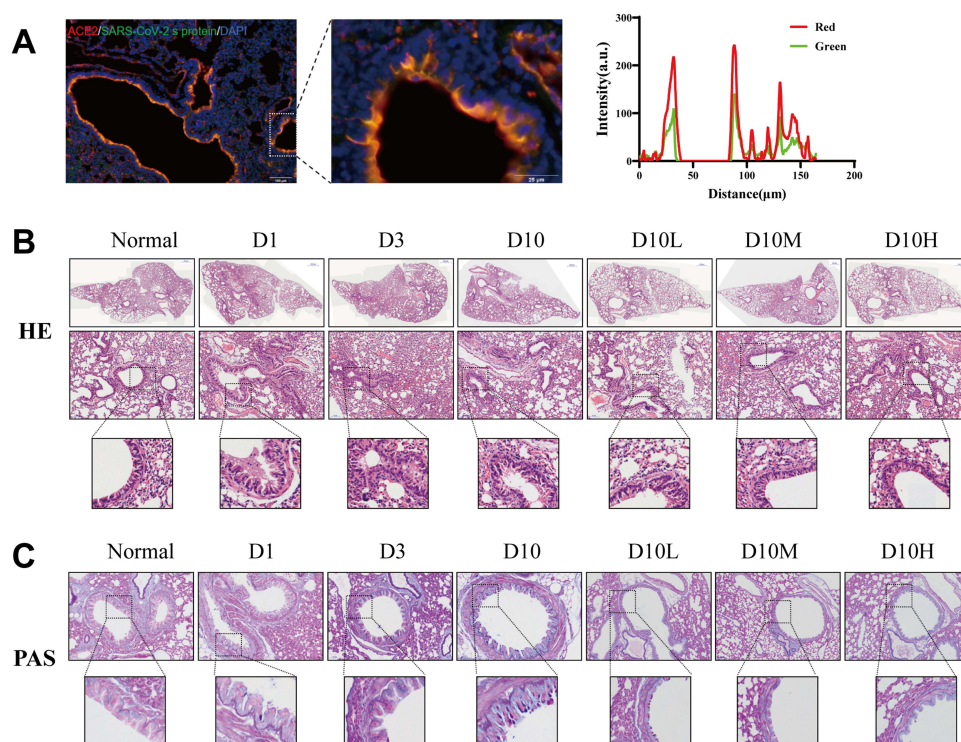 A
ACE2/SARS-CoV-2 s protein/DAPI
100 μm
25 μm
Intensity(a.u.)
300
200
100
0
0
50
100
150
200
Distance(μm)
Red
Green
B
Normal D1 D3 D10 D10L D10M D10H
HE
C
Normal D1 D3 D10 D10L D10M D10H
PAS